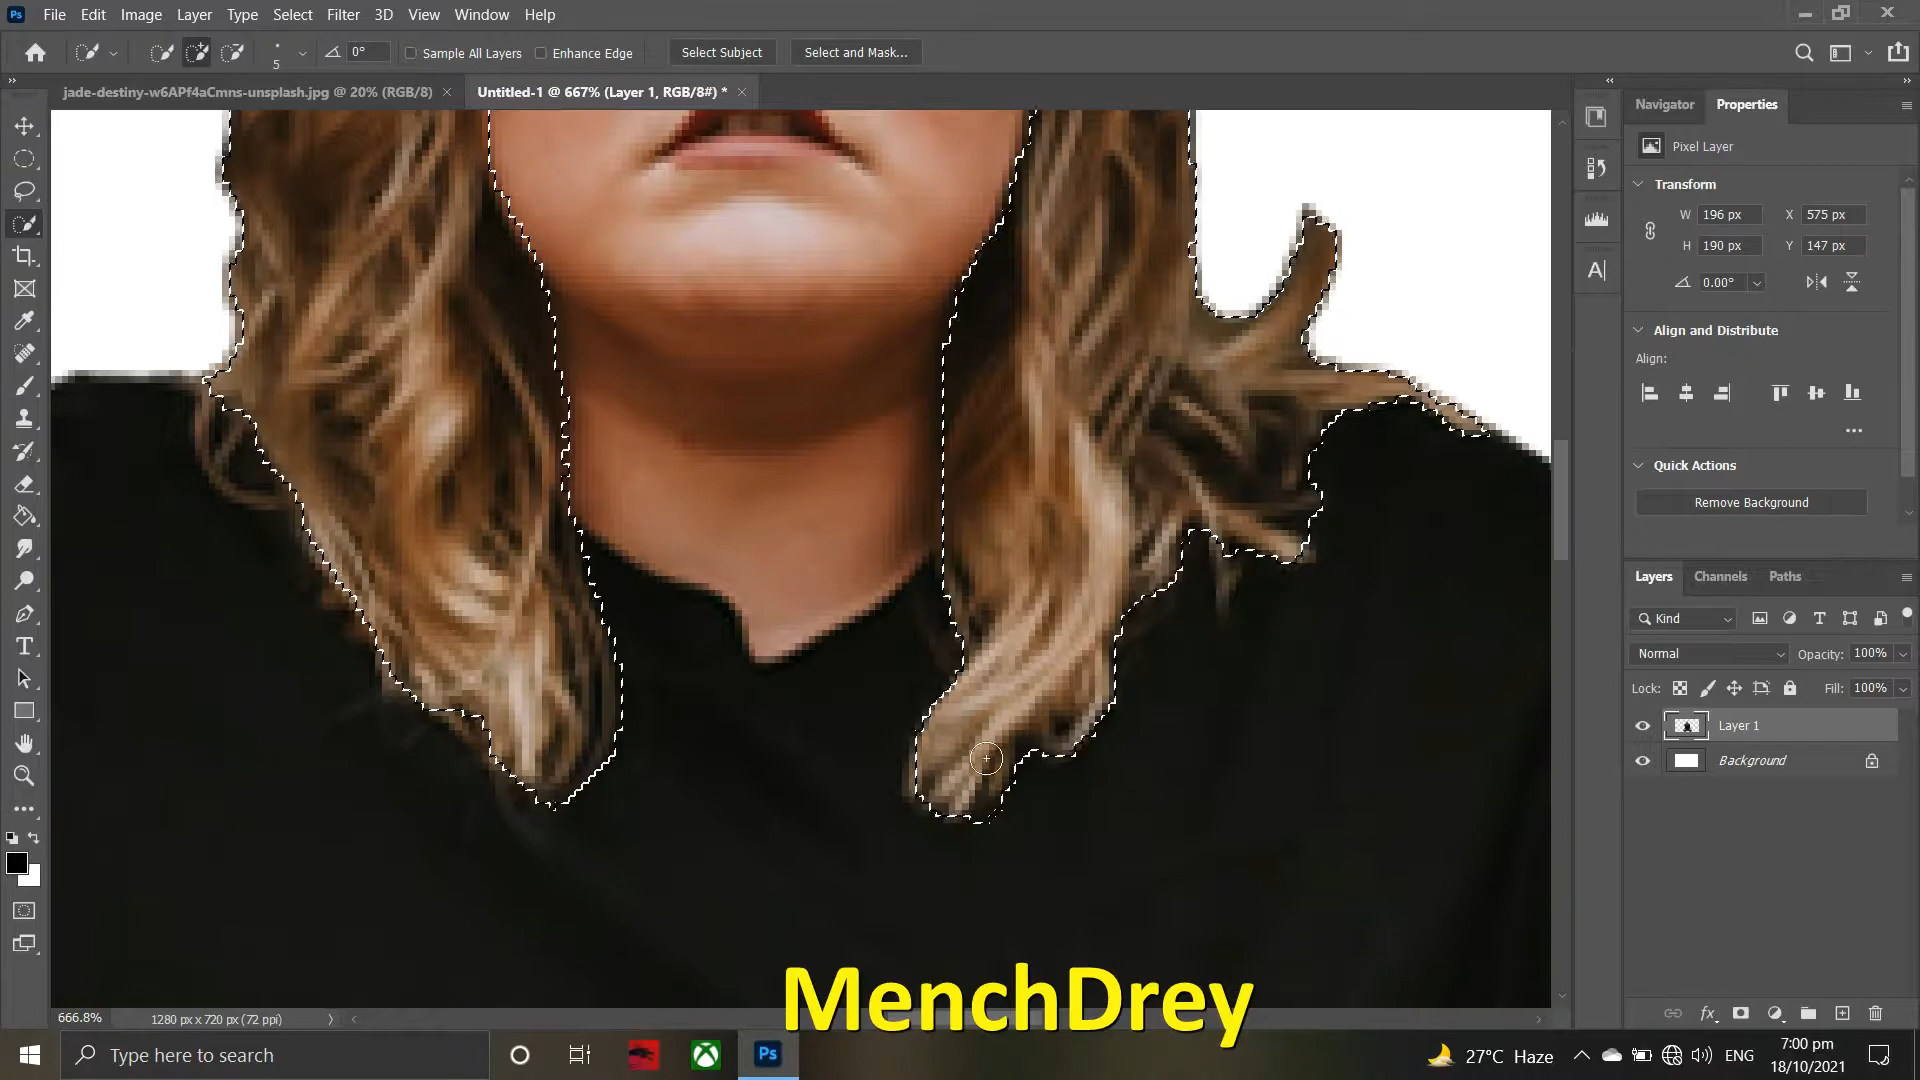 Ps File Edit Image Layer Type Select Filter 3D View Window Help
5 0° Sample All Layers Enhance Edge Select Subject Select and Mask...
jade-destiny-w6APf4aCmns-unsplash.jpg @ 20% (RGB/8) × Untitled-1 @ 667% (Layer 1, RGB/8#) * ×
Navigator Properties
Pixel Layer
Transform
W 196 px X 575 px
H 190 px Y 147 px
0.00°
Align and Distribute
Align:
Quick Actions
Remove Background
Layers Channels Paths
Kind
Normal Opacity: 100%
Lock: Fill: 100%
Layer 1
Background
MenchDrey
666.8% 1280 px x 720 px (72 ppi)
Type here to search
Ps
27°C Haze ENG
7:00 pm
18/10/2021